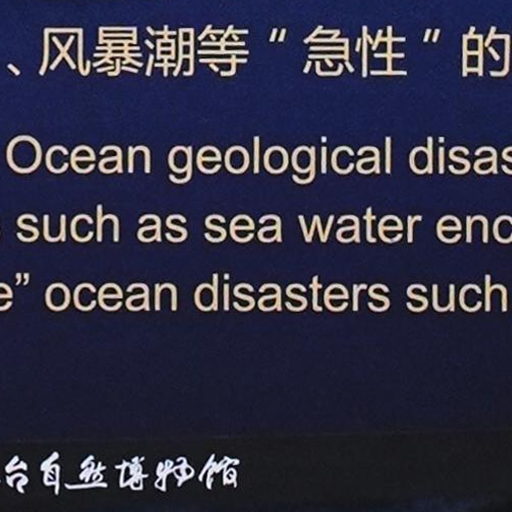 、风暴潮等“急性”的
Ocean geological disas
such as sea water enc
e” ocean disasters such
台自然博物馆